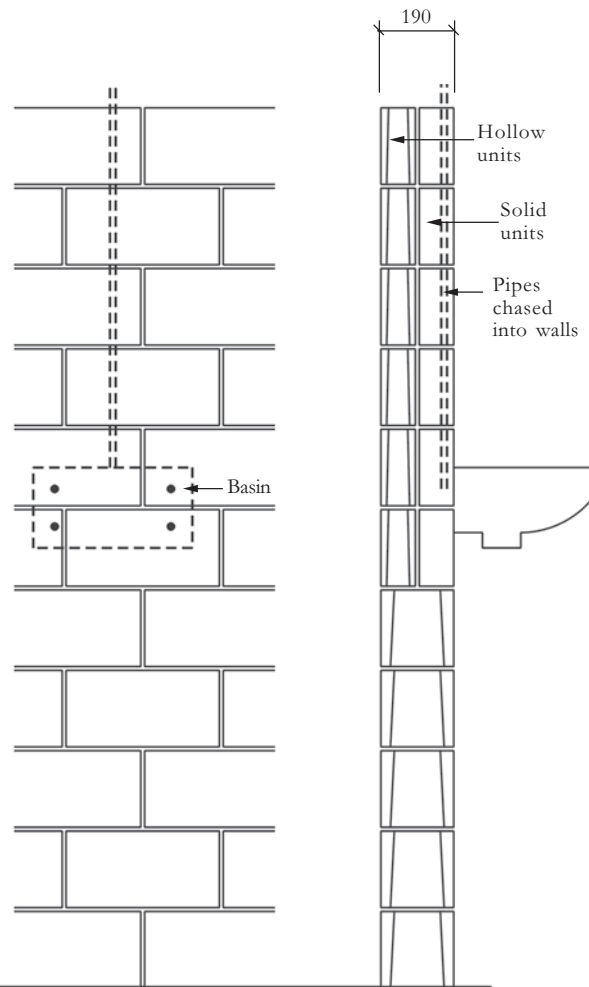 190
Hollow
units
Solid
units
Pipes
chased
into walls
Basin